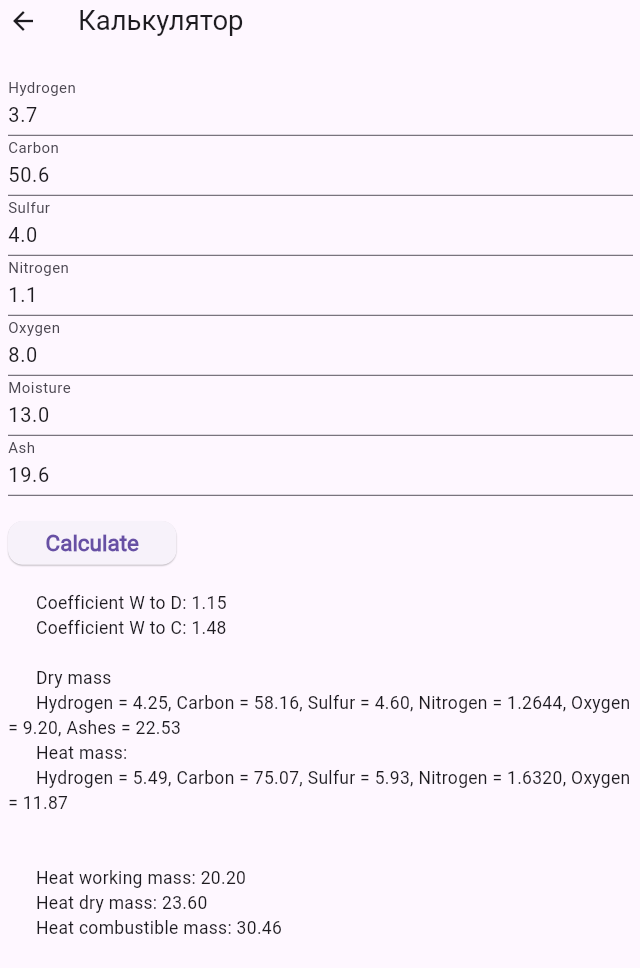 Калькулятор
Hydrogen
3.7
Carbon
50.6
Sulfur
4.0
Nitrogen
1.1
Oxygen
8.0
Moisture
13.0
Ash
19.6
Calculate
Coefficient W to D: 1.15
Coefficient W to C: 1.48
Dry mass
Hydrogen = 4.25, Carbon = 58.16, Sulfur = 4.60, Nitrogen = 1.2644, Oxygen
= 9.20, Ashes = 22.53
Heat mass:
Hydrogen = 5.49, Carbon = 75.07, Sulfur = 5.93, Nitrogen = 1.6320, Oxygen
= 11.87
Heat working mass: 20.20
Heat dry mass: 23.60
Heat combustible mass: 30.46